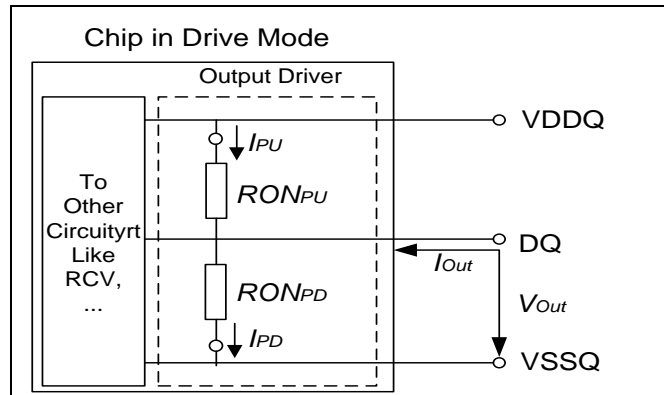 Chip in Drive Mode
Output Driver
VDDQ
IPU
To
Other
Circuityrt
Like
RCV,
...
RONPU
DQ
IOut
RONPD
VOut
IPD
VSSQ